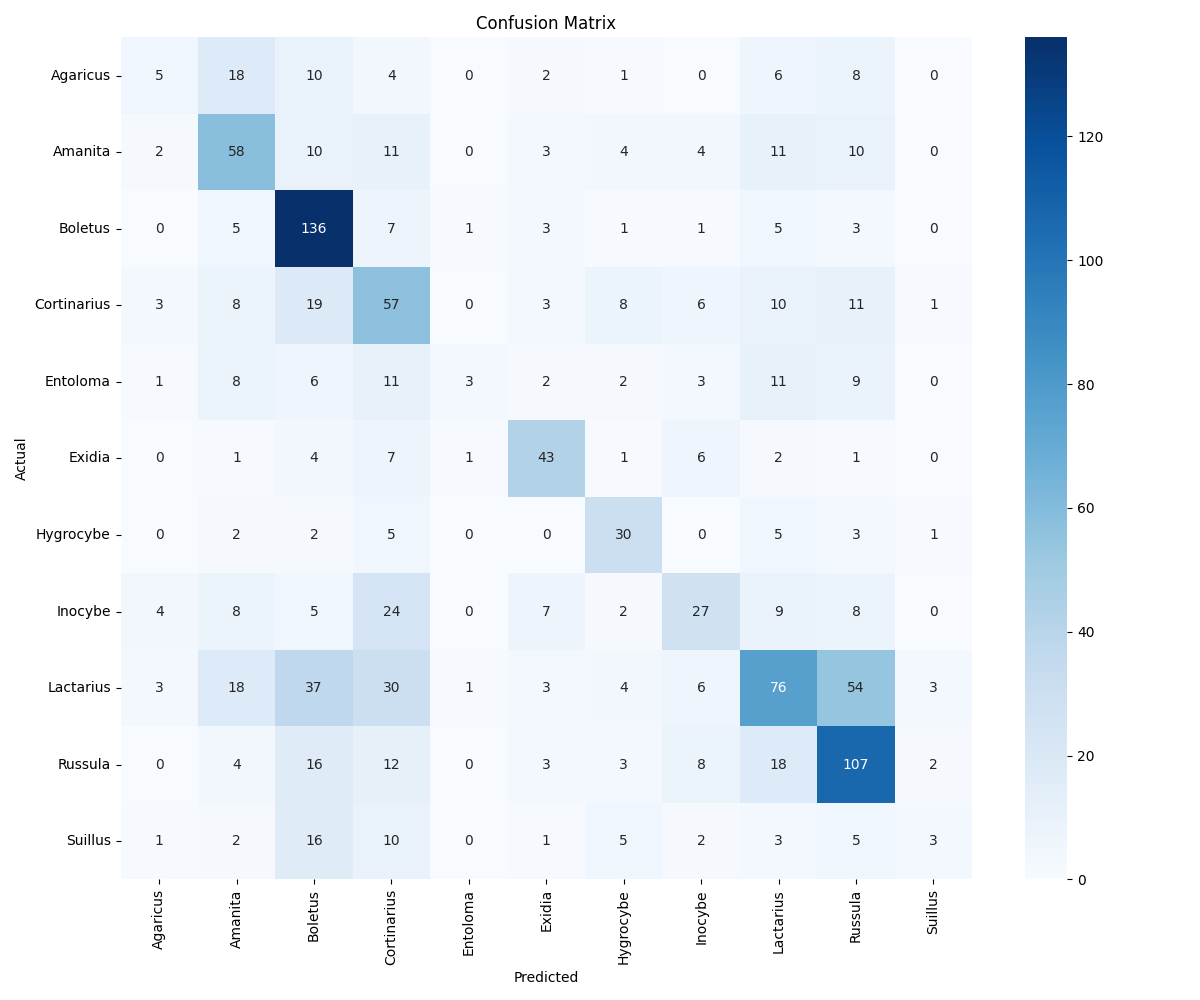 Confusion Matrix
Agaricus 5 18 10 4 0 2 1 0 6 8 0
Amanita 2 58 10 11 0 3 4 4 11 10 0
Boletus 0 5 136 7 1 3 1 1 5 3 0
Cortinarius 3 8 19 57 0 3 8 6 10 11 1
Entoloma 1 8 6 11 3 2 2 3 11 9 0
Exidia 0 1 4 7 1 43 1 6 2 1 0
Hygrocybe 0 2 2 5 0 0 30 0 5 3 1
Inocybe 4 8 5 24 0 7 2 27 9 8 0
Lactarius 3 18 37 30 1 3 4 6 76 54 3
Russula 0 4 16 12 0 3 3 8 18 107 2
Suillus 1 2 16 10 0 1 5 2 3 5 3
Actual
Agaricus Amanita Boletus Cortinarius Entoloma Exidia Hygrocybe Inocybe Lactarius Russula Suillus
Predicted
120
100
80
60
40
20
0